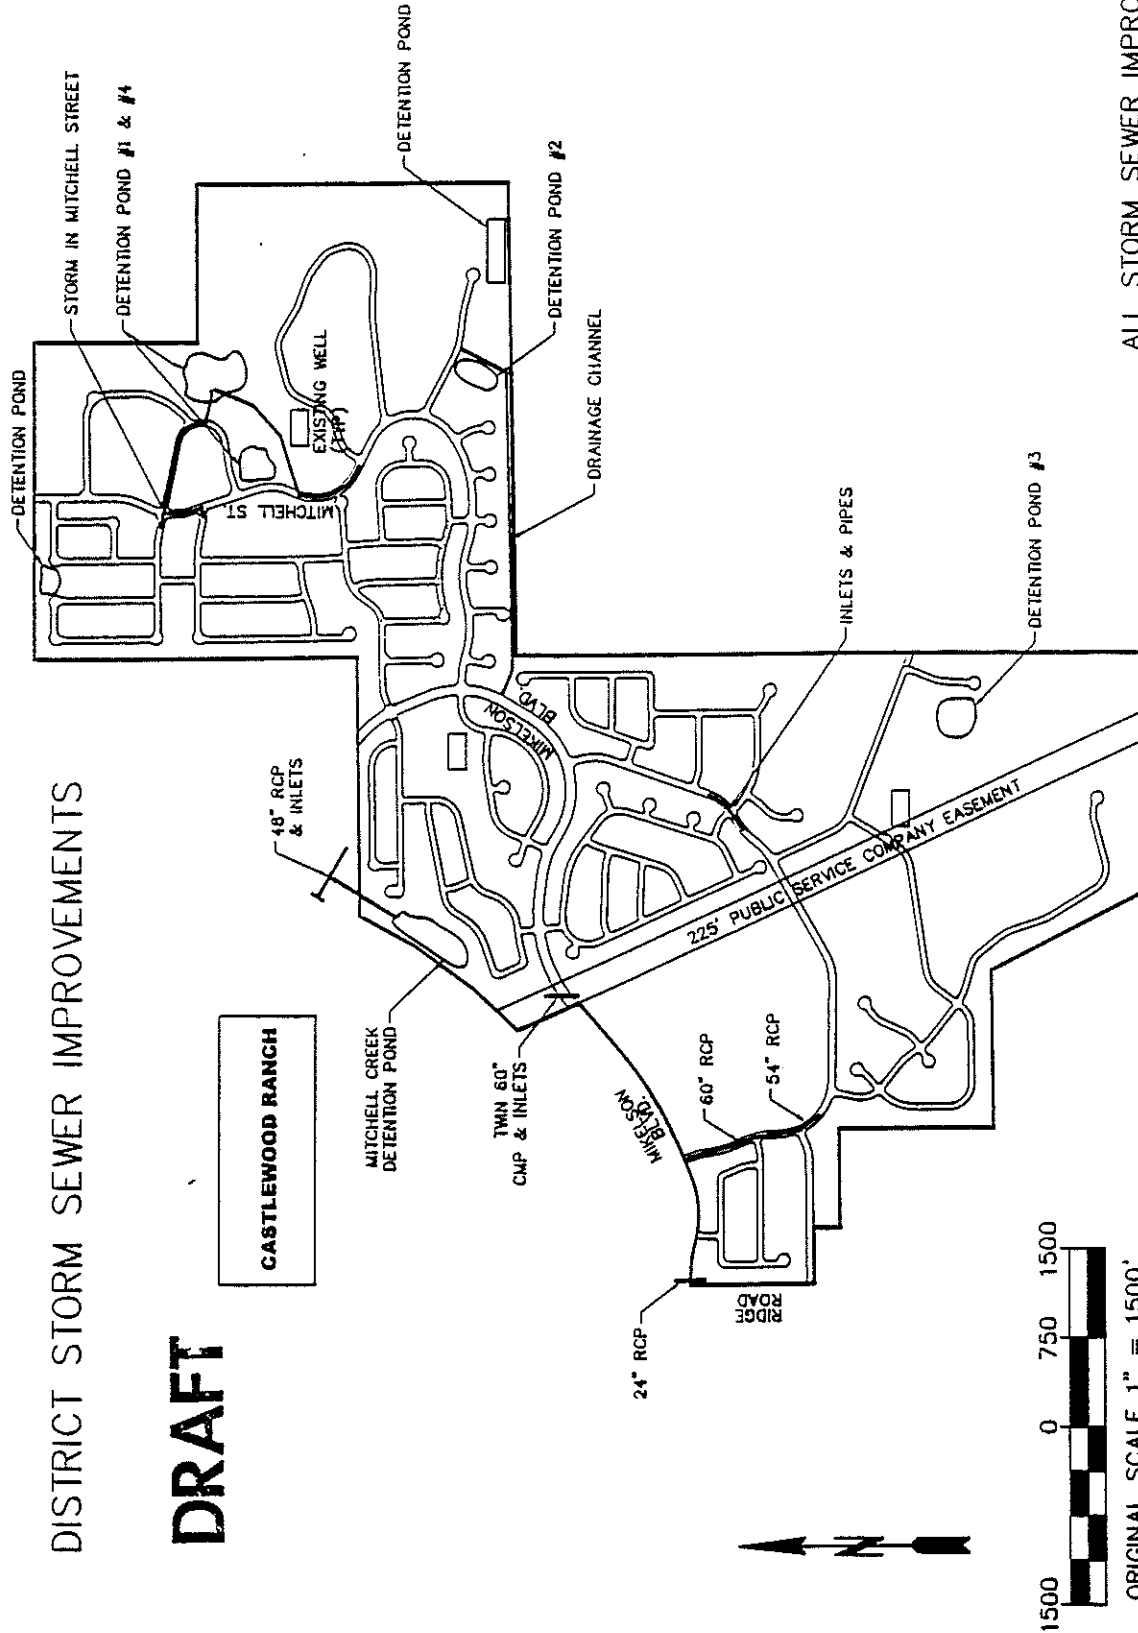 DISTRICT STORM SEWER IMPROVEMENTS
DRAFT
CASTLEWOOD RANCH
DETENTION POND
STORM IN MITCHELL STREET
DETENTION POND #1 & #4
DETENTION POND
DETENTION POND #2
DRAINAGE CHANNEL
EXISTING WELL
(TYP)
MITCHELL ST.
MITCHELL
48" RCP
& INLETS
MIKELSON
BLVD.
MITCHELL CREEK
DETENTION POND
TWIN 60"
CMP & INLETS
INLETS & PIPES
DETENTION POND #3
225' PUBLIC SERVICE COMPANY EASEMENT
MIKELSON
BLVD.
60" RCP
54" RCP
24" RCP
RIDGE
ROAD
N
1500 0 750 1500
ORIGINAL SCALE 1" = 1500'
ALL STORM SEWER IMPRO